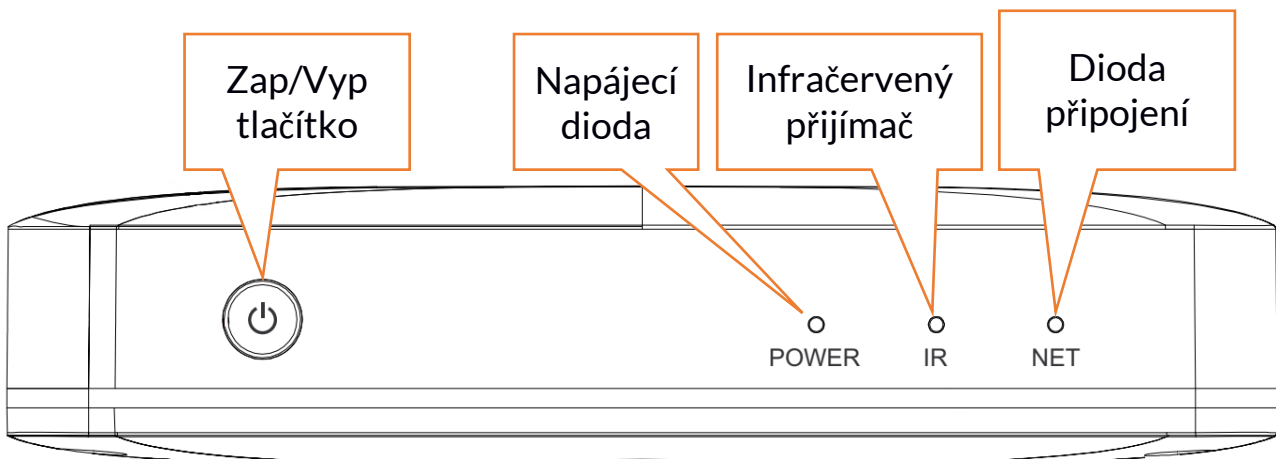 Zap/Vyp
tlačítko
Napájecí
dioda
Infračervený
přijímač
Dioda
připojení
POWER
IR
NET